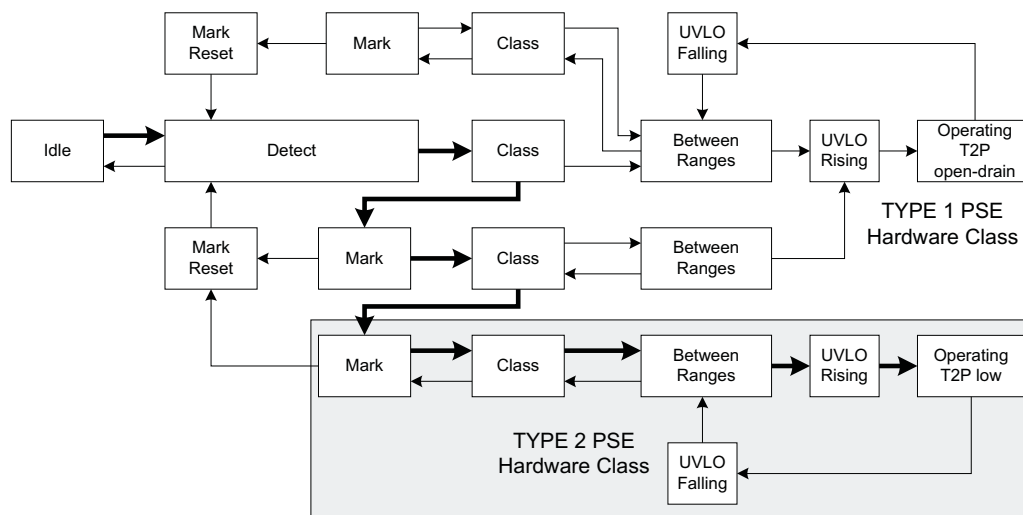 Mark
Reset
Mark
Class
UVLO
Falling
Idle
Detect
Class
Between
Ranges
UVLO
Rising
Operating
T2P
open-drain
TYPE 1 PSE
Hardware Class
Mark
Reset
Mark
Class
Between
Ranges
Mark
Class
Between
Ranges
UVLO
Rising
Operating
T2P low
TYPE 2 PSE
Hardware Class
UVLO
Falling